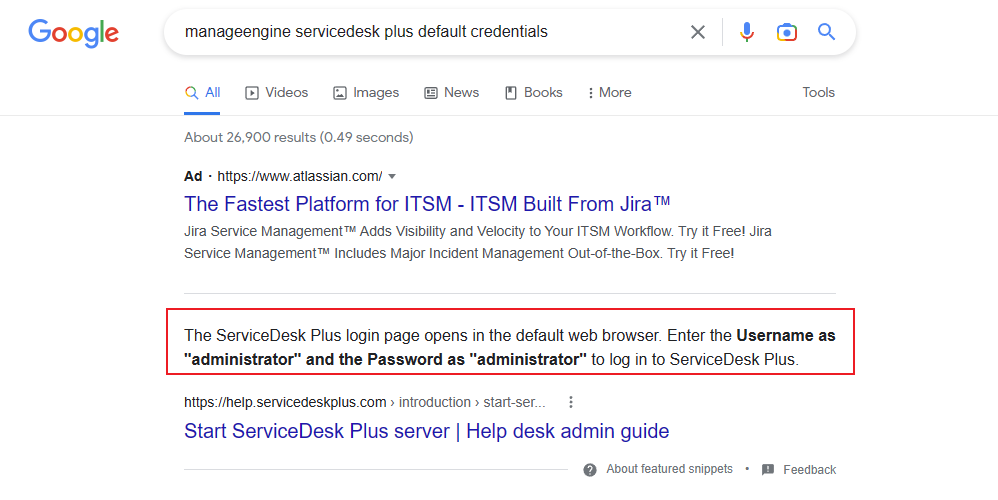 Google
manageengine servicedesk plus default credentials
All Videos Images News Books More Tools
About 26,900 results (0.49 seconds)
Ad · https://www.atlassian.com/
The Fastest Platform for ITSM - ITSM Built From Jira™
Jira Service Management™ Adds Visibility and Velocity to Your ITSM Workflow. Try it Free! Jira
Service Management™ Includes Major Incident Management Out-of-the-Box. Try it Free!
The ServiceDesk Plus login page opens in the default web browser. Enter the Username as
"administrator" and the Password as "administrator" to log in to ServiceDesk Plus.
https://help.servicedeskplus.com › introduction › start-ser...
Start ServiceDesk Plus server | Help desk admin guide
About featured snippets • Feedback